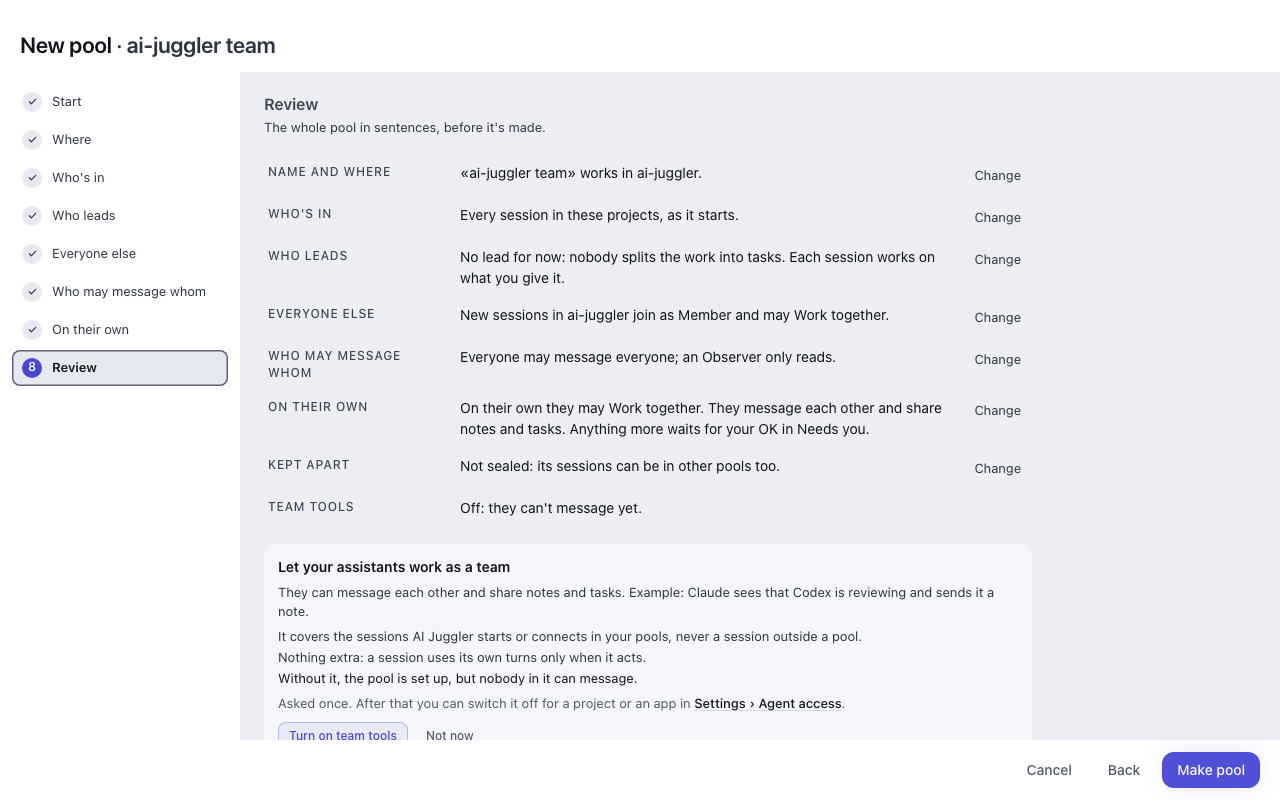 New pool · ai-juggler team
Start
Where
Who's in
Who leads
Everyone else
Who may message whom
On their own
8 Review
Review
The whole pool in sentences, before it's made.
NAME AND WHERE
«ai-juggler team» works in ai-juggler.
Change
WHO'S IN
Every session in these projects, as it starts.
Change
WHO LEADS
No lead for now: nobody splits the work into tasks. Each session works on
what you give it.
Change
EVERYONE ELSE
New sessions in ai-juggler join as Member and may Work together.
Change
WHO MAY MESSAGE
WHOM
Everyone may message everyone; an Observer only reads.
Change
ON THEIR OWN
On their own they may Work together. They message each other and share
notes and tasks. Anything more waits for your OK in Needs you.
Change
KEPT APART
Not sealed: its sessions can be in other pools too.
Change
TEAM TOOLS
Off: they can't message yet.
Let your assistants work as a team
They can message each other and share notes and tasks. Example: Claude sees that Codex is reviewing and sends it a
note.
It covers the sessions AI Juggler starts or connects in your pools, never a session outside a pool.
Nothing extra: a session uses its own turns only when it acts.
Without it, the pool is set up, but nobody in it can message.
Asked once. After that you can switch it off for a project or an app in Settings › Agent access.
Turn on team tools
Not now
Cancel
Back
Make pool